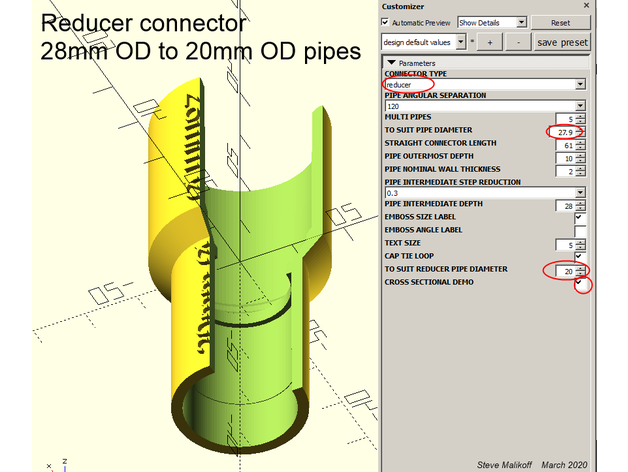 Reducer connector
28mm OD to 20mm OD pipes
Customizer
Automatic Preview
Show Details
Reset
design default values
*
+
-
save preset
Parameters
CONNECTOR TYPE
reducer
PIPE ANGULAR SEPARATION
120
MULTI PIPES
5
TO SUIT PIPE DIAMETER
27.9
STRAIGHT CONNECTOR LENGTH
61
PIPE OUTERMOST DEPTH
10
PIPE NOMINAL WALL THICKNESS
2
PIPE INTERMEDIATE STEP REDUCTION
0.3
PIPE INTERMEDIATE DEPTH
28
EMBOSS SIZE LABEL
EMBOSS ANGLE LABEL
TEXT SIZE
5
CAP TIE LOOP
TO SUIT REDUCER PIPE DIAMETER
20
CROSS SECTIONAL DEMO
Steve Malikoff March 2020
x
z